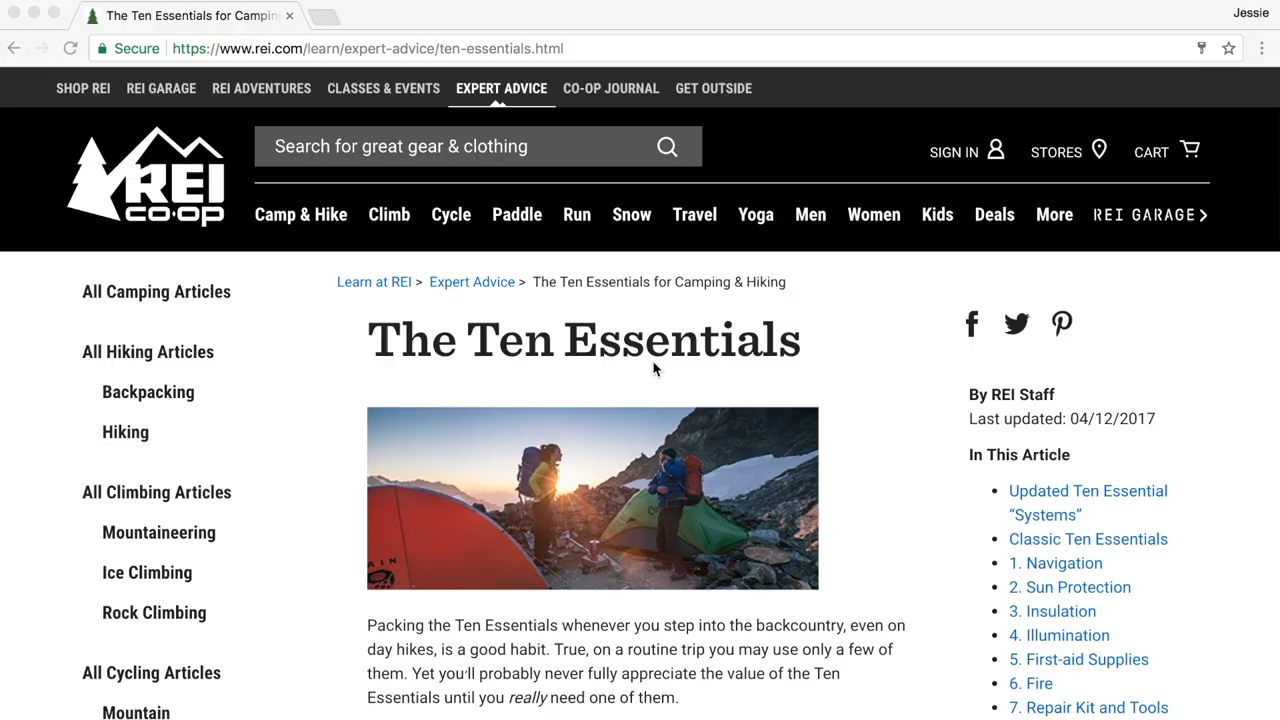 The Ten Essentials for Campin
Jessie
Secure
https://www.rei.com/learn/expert-advice/ten-essentials.html
SHOP REI REI GARAGE REI ADVENTURES CLASSES & EVENTS EXPERT ADVICE CO-OP JOURNAL GET OUTSIDE
REI
co·op
Search for great gear & clothing
SIGN IN STORES CART
Camp & Hike Climb Cycle Paddle Run Snow Travel Yoga Men Women Kids Deals More REI GARAGE
All Camping Articles
All Hiking Articles
Backpacking
Hiking
All Climbing Articles
Mountaineering
Ice Climbing
Rock Climbing
All Cycling Articles
Mountain
Learn at REI > Expert Advice > The Ten Essentials for Camping & Hiking
The Ten Essentials
Packing the Ten Essentials whenever you step into the backcountry, even on
day hikes, is a good habit. True, on a routine trip you may use only a few of
them. Yet you'll probably never fully appreciate the value of the Ten
Essentials until you really need one of them.
By REI Staff
Last updated: 04/12/2017
In This Article
Updated Ten Essential
“Systems”
Classic Ten Essentials
1. Navigation
2. Sun Protection
3. Insulation
4. Illumination
5. First-aid Supplies
6. Fire
7. Repair Kit and Tools